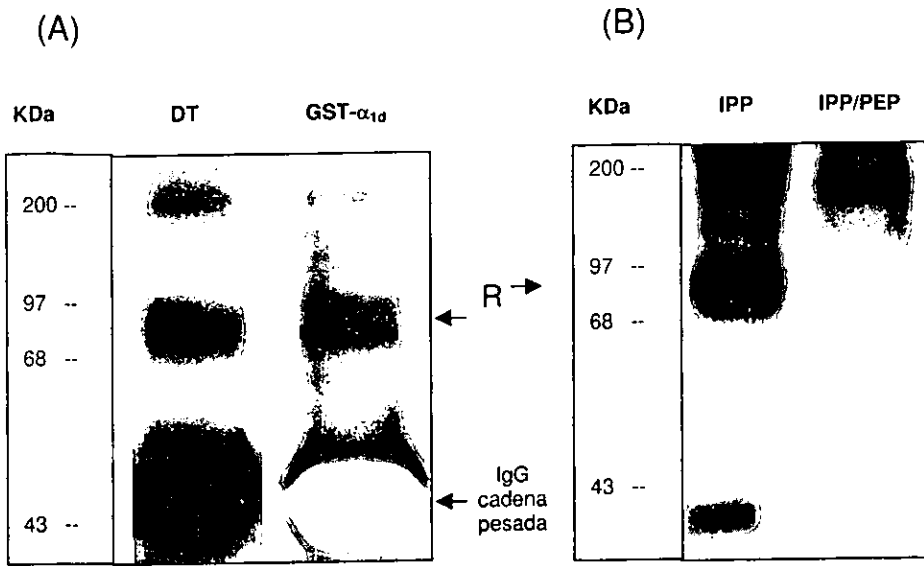 (A)
(B)
KDa DT GST-α1d
KDa IPP IPP/PEP
200 --
97 --
68 --
43 --
R
IgG
cadena
pesada
200 --
97 --
68 --
43 --